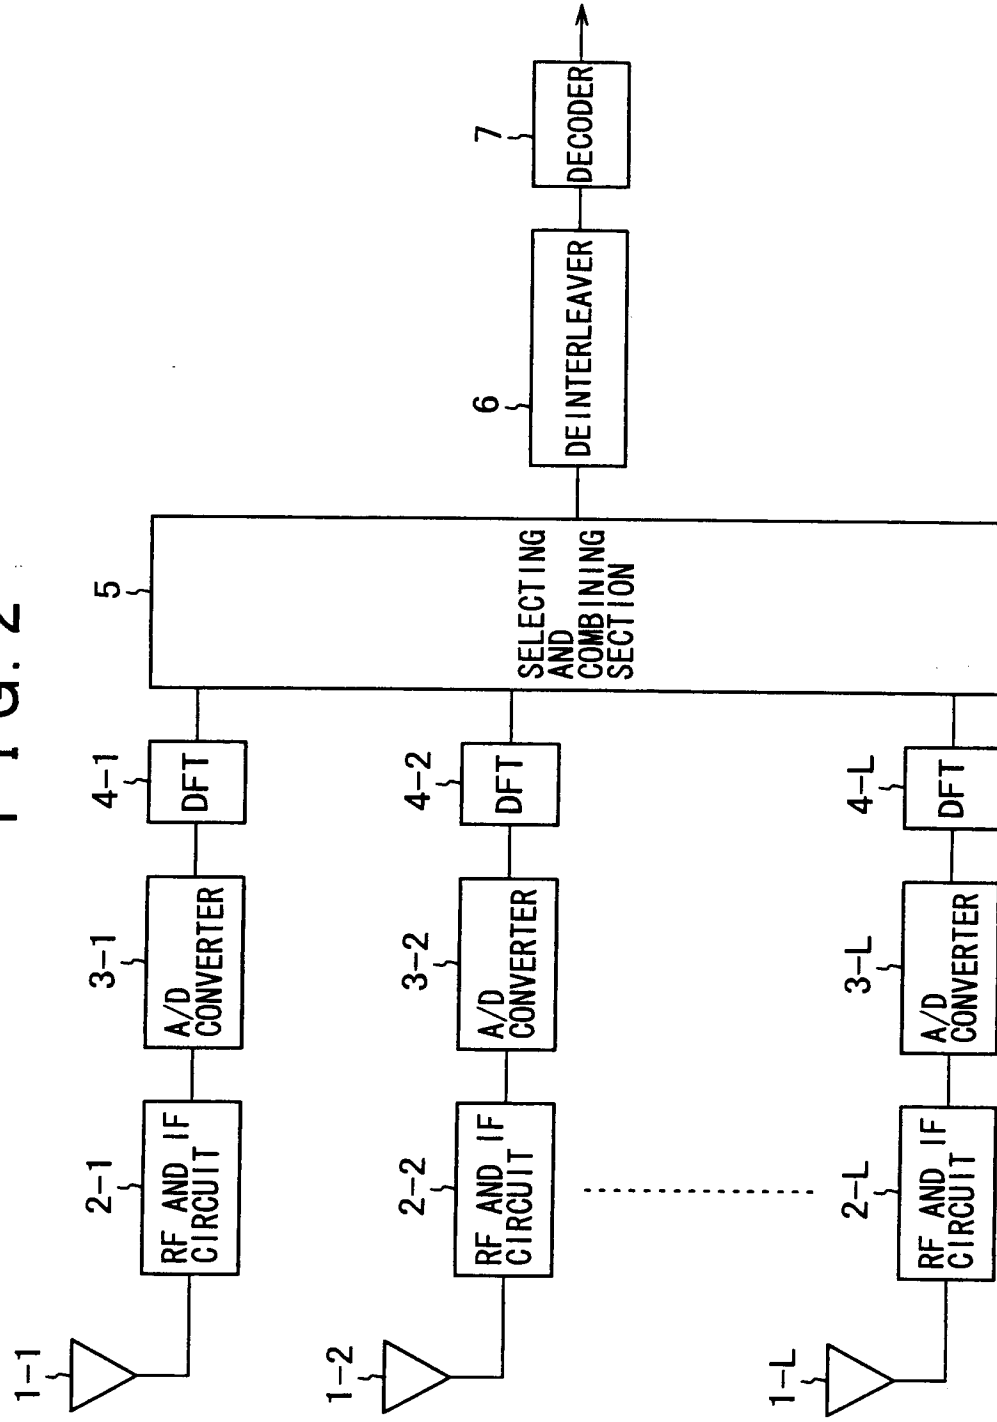 FIG. 2
1-1
2-1
RF AND IF
CIRCUIT
3-1
A/D
CONVERTER
4-1
DFT
5
SELECTING
AND
COMBINING
SECTION
6
DEINTERLEAVER
7
DECODER
1-2
2-2
RF AND IF
CIRCUIT
3-2
A/D
CONVERTER
4-2
DFT
1-L
2-L
RF AND IF
CIRCUIT
3-L
A/D
CONVERTER
4-L
DFT